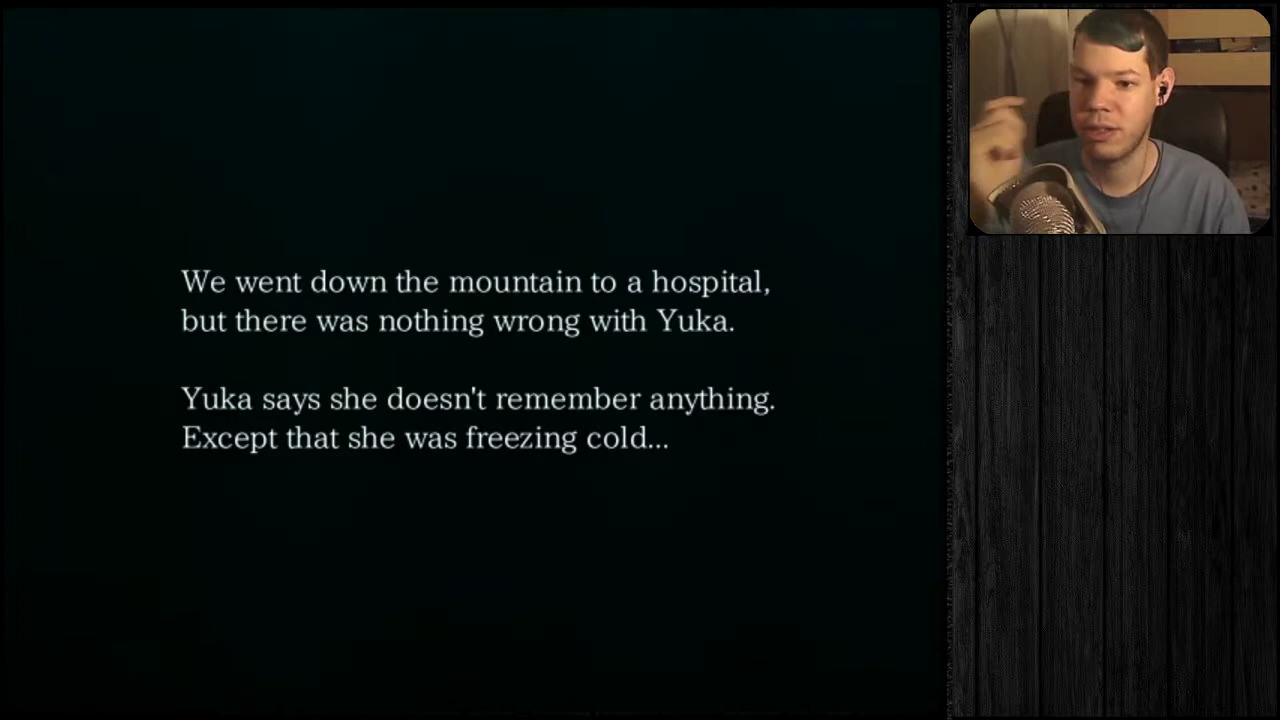 We went down the mountain to a hospital,
but there was nothing wrong with Yuka.
Yuka says she doesn't remember anything.
Except that she was freezing cold...